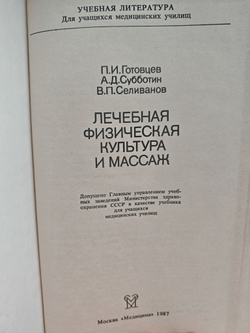 УЧЕБНАЯ ЛИТЕРАТУРА
Для учащихся медицинских училищ
П.И.Готовцев
А.Д.Субботин
В.П.Селиванов
ЛЕЧЕБНАЯ
ФИЗИЧЕСКАЯ
КУЛЬТУРА
И МАССАЖ
Допущено Главным управлением учеб-
ных заведений Министерства здраво-
охранения СССР в качестве учебника
для учащихся
медицинских училищ
Москва «Медицина» 1987